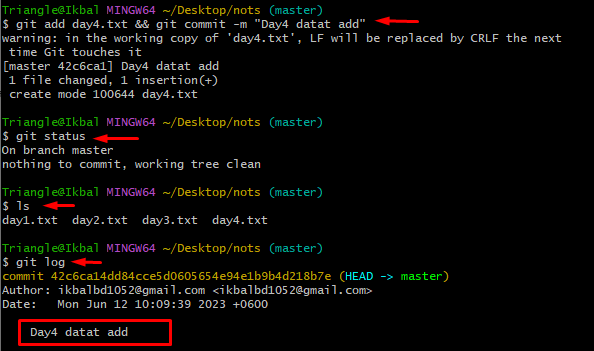 Triangle@Ikbal MINGW64 ~/Desktop/nots (master)
$ git add day4.txt && git commit -m "Day4 datat add"
warning: in the working copy of 'day4.txt', LF will be replaced by CRLF the next
 time Git touches it
[master 42c6ca1] Day4 datat add
 1 file changed, 1 insertion(+)
 create mode 100644 day4.txt
Triangle@Ikbal MINGW64 ~/Desktop/nots (master)
$ git status
On branch master
nothing to commit, working tree clean
Triangle@Ikbal MINGW64 ~/Desktop/nots (master)
$ ls
day1.txt  day2.txt  day3.txt  day4.txt
Triangle@Ikbal MINGW64 ~/Desktop/nots (master)
$ git log
commit 42c6ca14dd84cce5d0605654e94e1b9b4d218b7e (HEAD -> master)
Author: ikbalbd1052@gmail.com <ikbalbd1052@gmail.com>
Date:   Mon Jun 12 10:09:39 2023 +0600
    Day4 datat add